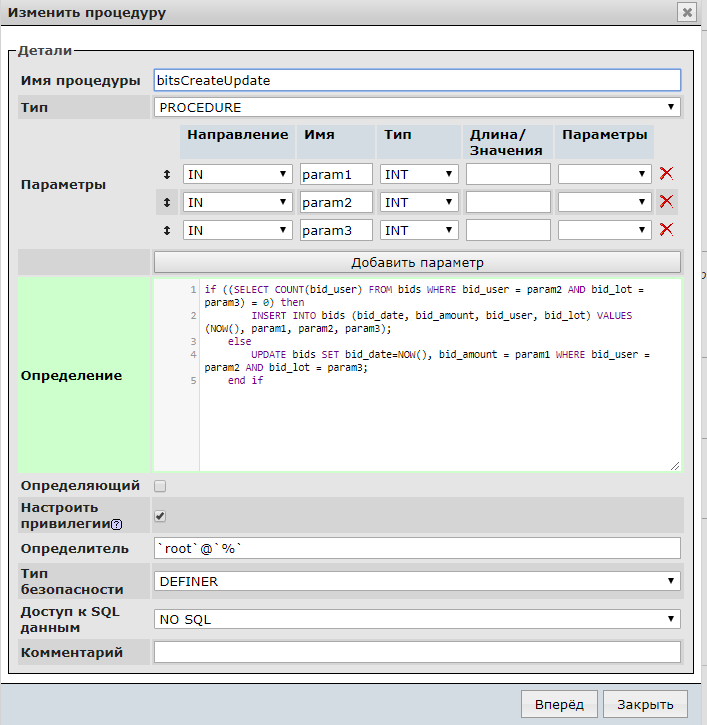 Изменить процедуру
Детали
Имя процедуры bitsCreateUpdate
Тип PROCEDURE
Направление Имя Тип Длина/ Параметры
Значения
Параметры
IN param1 INT
IN param2 INT
IN param3 INT
Добавить параметр
Определение
1 if ((SELECT COUNT(bid_user) FROM bids WHERE bid_user = param2 AND bid_lot =
param3) = 0) then
2 INSERT INTO bids (bid_date, bid_amount, bid_user, bid_lot) VALUES
(NOW(), param1, param2, param3);
3 else
4 UPDATE bids SET bid_date=NOW(), bid_amount = param1 WHERE bid_user =
param2 AND bid_lot = param3;
5 end if
Определяющий
Настроить
привилегии?
Определитель `root`@`%`
Тип
безопасности DEFINER
Доступ к SQL
данным NO SQL
Комментарий
Вперёд Закрыть